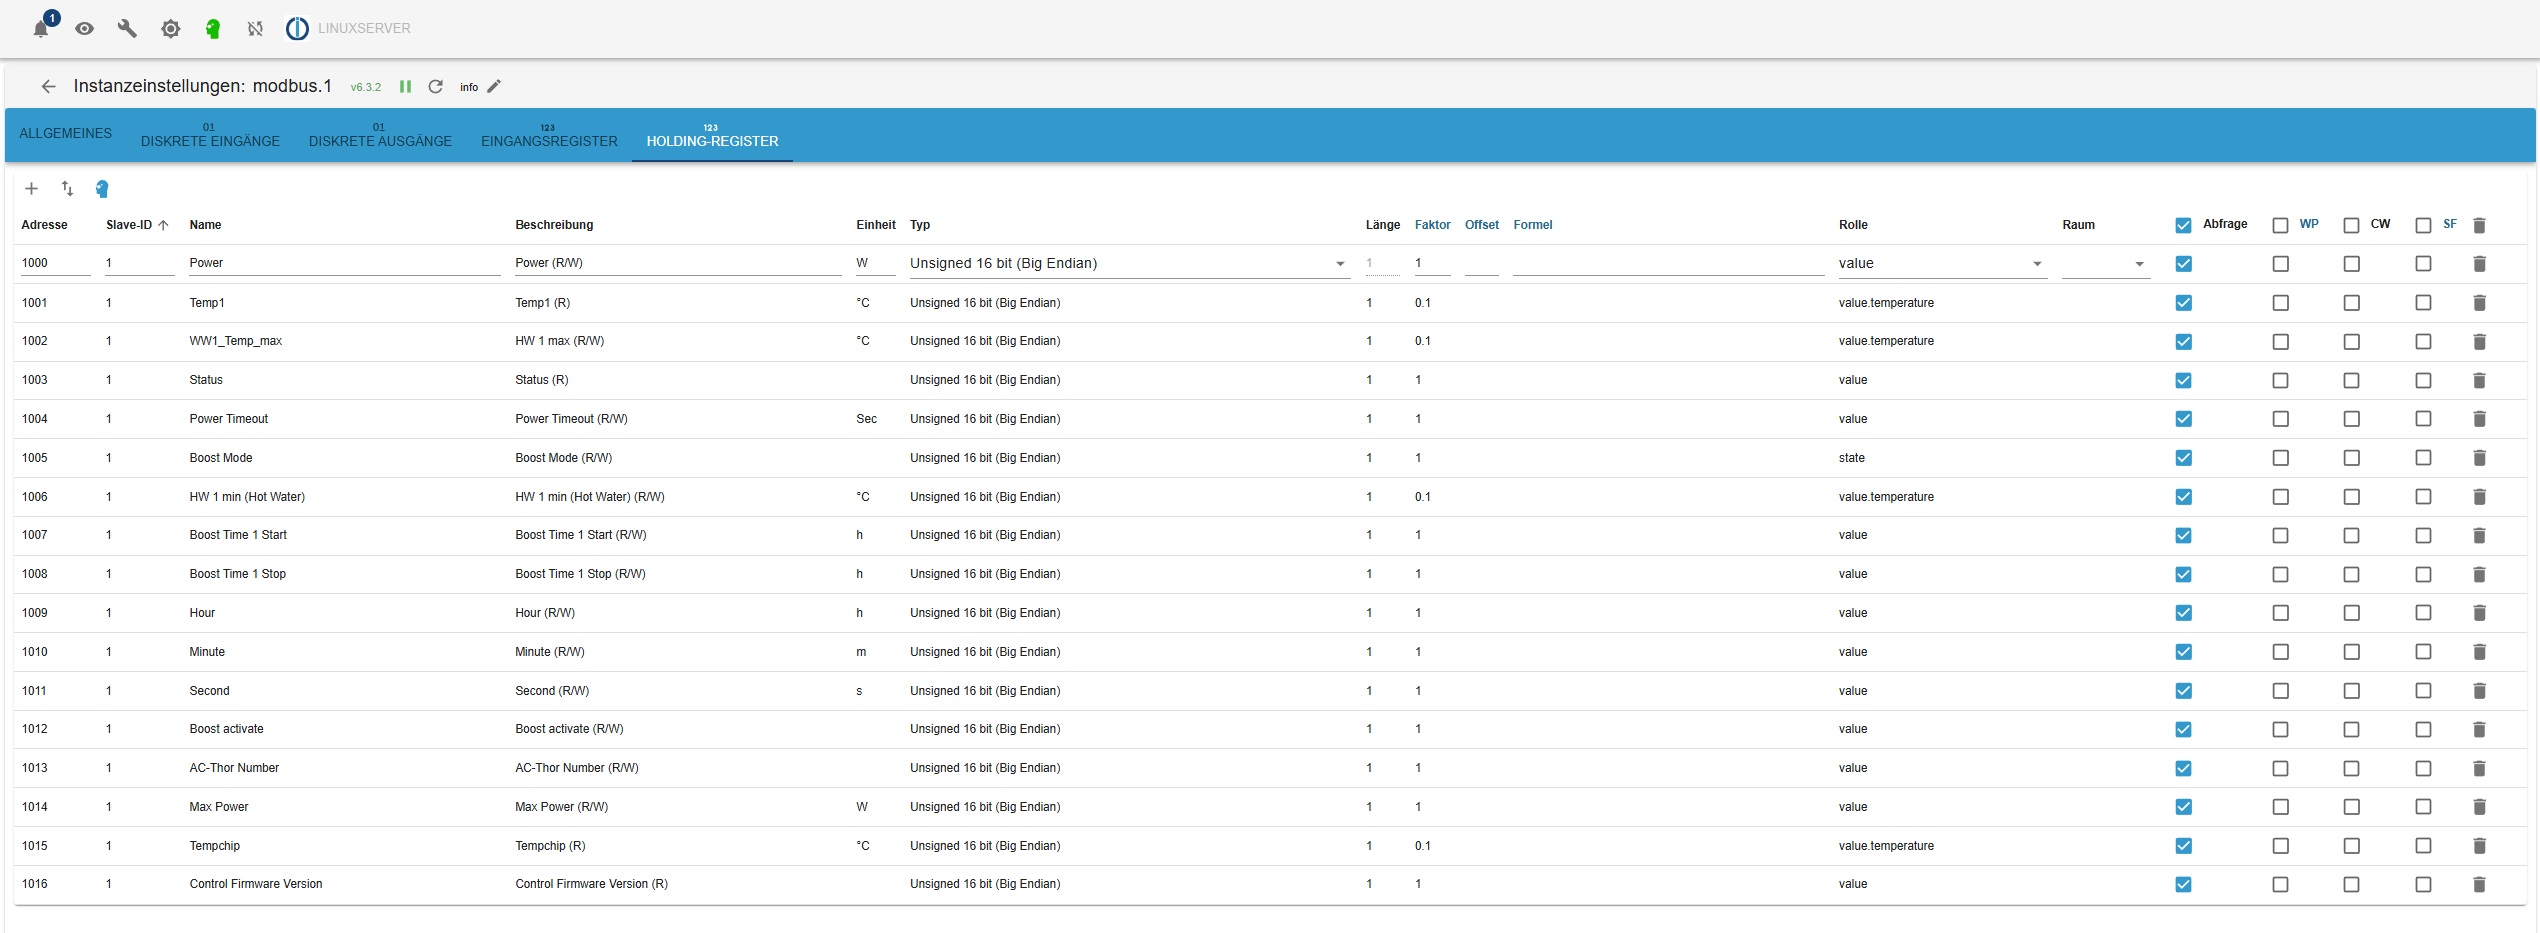 1
LINUXSERVER
Instanzeinstellungen: modbus.1 v6.3.2 info
ALLGEMEINES 01 DISKRETE EINGÄNGE 01 DISKRETE AUSGÄNGE 123 EINGANGSREGISTER 123 HOLDING-REGISTER
Adresse Slave-ID Name Beschreibung Einheit Typ Länge Faktor Offset Formel Rolle Raum Abfrage WP CW SF
1000 1 Power Power (R/W) W Unsigned 16 bit (Big Endian) 1 1 value
1001 1 Temp1 Temp1 (R) °C Unsigned 16 bit (Big Endian) 1 0.1 value.temperature
1002 1 WW1_Temp_max HW 1 max (R/W) °C Unsigned 16 bit (Big Endian) 1 0.1 value.temperature
1003 1 Status Status (R) Unsigned 16 bit (Big Endian) 1 1 value
1004 1 Power Timeout Power Timeout (R/W) Sec Unsigned 16 bit (Big Endian) 1 1 value
1005 1 Boost Mode Boost Mode (R/W) Unsigned 16 bit (Big Endian) 1 1 state
1006 1 HW 1 min (Hot Water) HW 1 min (Hot Water) (R/W) °C Unsigned 16 bit (Big Endian) 1 0.1 value.temperature
1007 1 Boost Time 1 Start Boost Time 1 Start (R/W) h Unsigned 16 bit (Big Endian) 1 1 value
1008 1 Boost Time 1 Stop Boost Time 1 Stop (R/W) h Unsigned 16 bit (Big Endian) 1 1 value
1009 1 Hour Hour (R/W) h Unsigned 16 bit (Big Endian) 1 1 value
1010 1 Minute Minute (R/W) m Unsigned 16 bit (Big Endian) 1 1 value
1011 1 Second Second (R/W) s Unsigned 16 bit (Big Endian) 1 1 value
1012 1 Boost activate Boost activate (R/W) Unsigned 16 bit (Big Endian) 1 1 value
1013 1 AC-Thor Number AC-Thor Number (R/W) Unsigned 16 bit (Big Endian) 1 1 value
1014 1 Max Power Max Power (R/W) W Unsigned 16 bit (Big Endian) 1 1 value
1015 1 Tempchip Tempchip (R) °C Unsigned 16 bit (Big Endian) 1 0.1 value.temperature
1016 1 Control Firmware Version Control Firmware Version (R) Unsigned 16 bit (Big Endian) 1 1 value